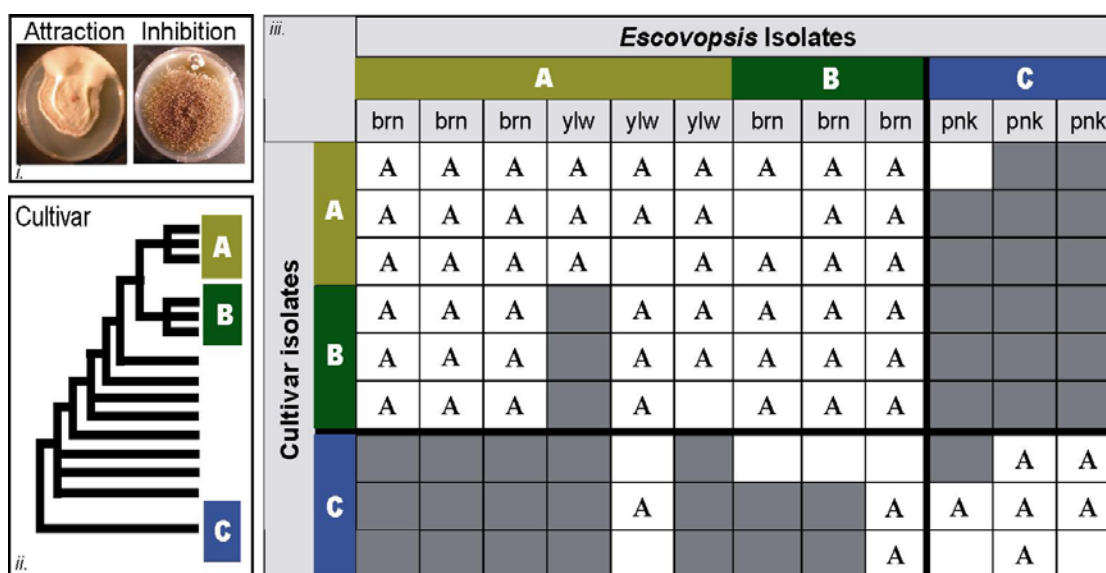 Attraction Inhibition
i.
Cultivar
A
B
C
ii.
iii.
Escovopsis Isolates
A B C
brn brn brn ylw ylw ylw brn brn brn pnk pnk pnk
Cultivar isolates
A
A A A A A A A A A
A A A A A A A A
A A A A A A A A
B
A A A A A A A A
A A A A A A A A
A A A A A A A
C
A A
A A A A A
A A